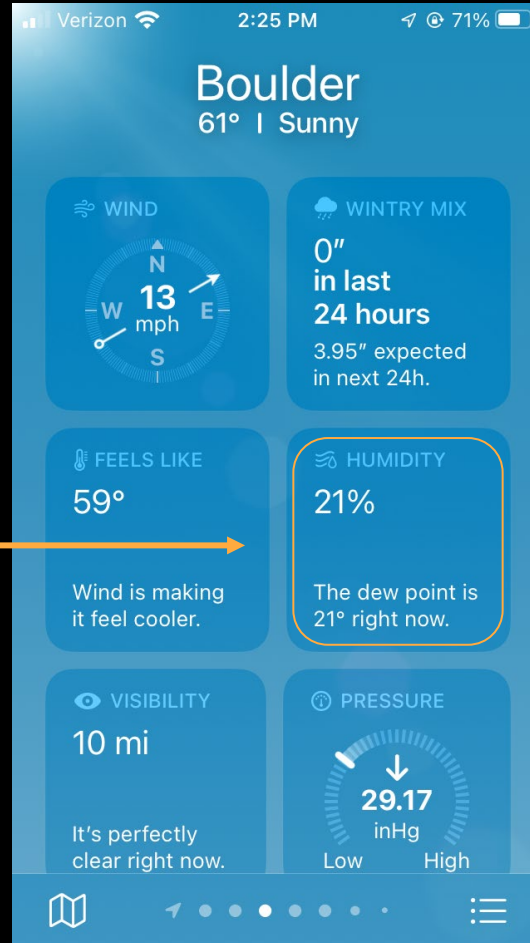 Verizon 2:25 PM 71%
Boulder
61° | Sunny
WIND
N
W 13 E
mph
S
WINTRY MIX
0"
in last
24 hours
3.95" expected
in next 24h.
FEELS LIKE
59°
Wind is making
it feel cooler.
HUMIDITY
21%
The dew point is
21° right now.
VISIBILITY
10 mi
It's perfectly
clear right now.
PRESSURE
29.17
inHg
Low High